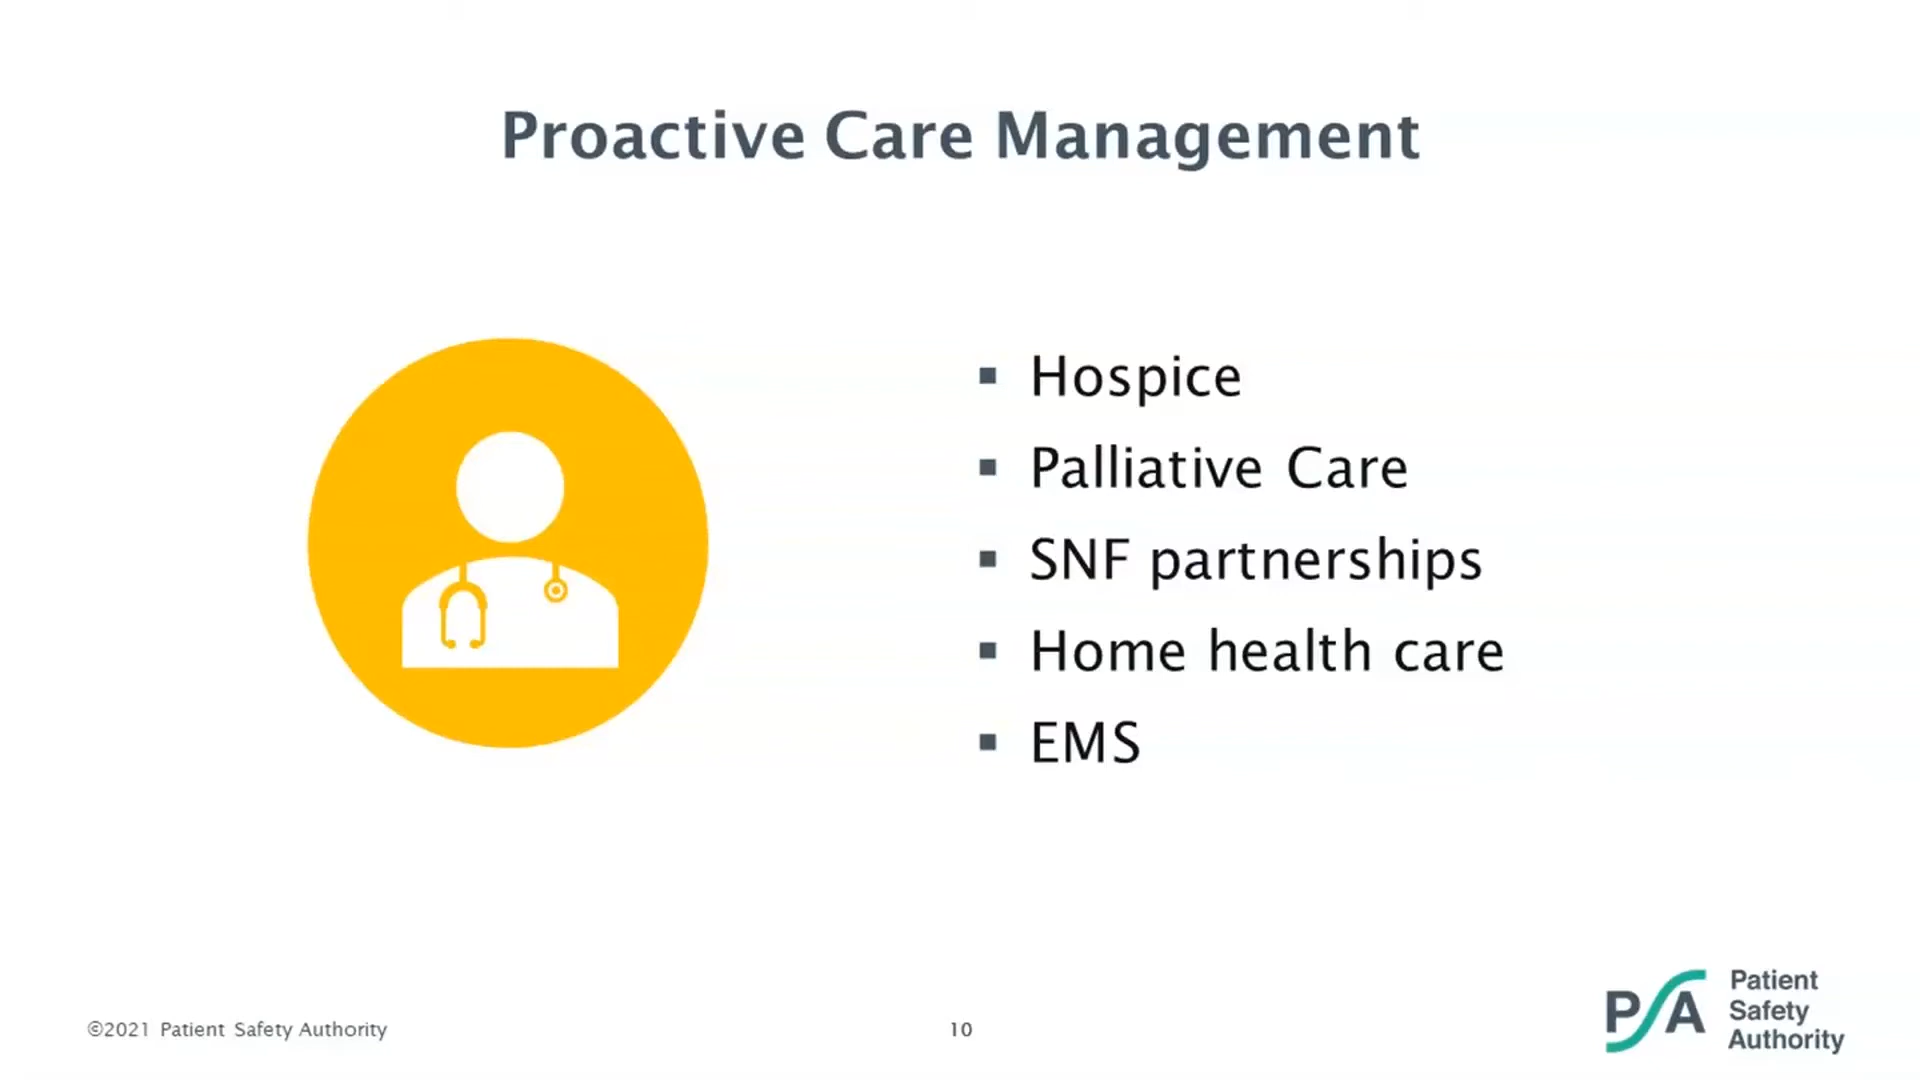 Proactive Care Management
▪ Hospice
▪ Palliative Care
▪ SNF partnerships
▪ Home health care
▪ EMS
©2021 Patient Safety Authority
10
PSA
Patient
Safety
Authority